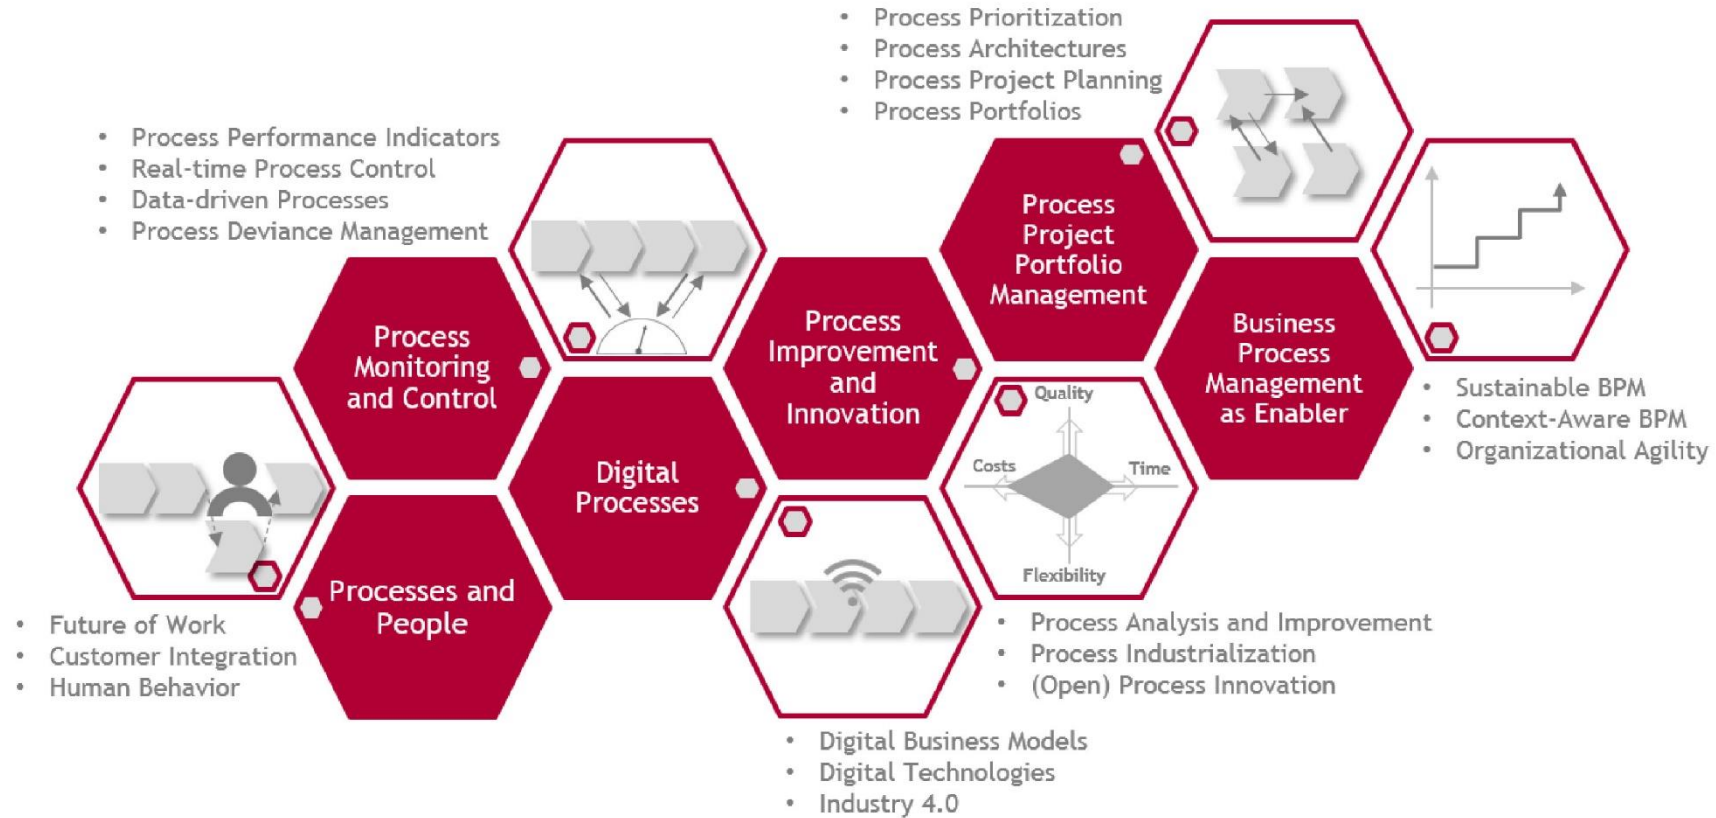 • Process Prioritization
• Process Architectures
• Process Project Planning
• Process Portfolios
• Process Performance Indicators
• Real-time Process Control
• Data-driven Processes
• Process Deviance Management
Process
Project
Portfolio
Management
Process
Monitoring
and Control
Process
Improvement
and
Innovation
Business
Process
Management
as Enabler
• Sustainable BPM
• Context-Aware BPM
• Organizational Agility
Quality
Costs
Time
Flexibility
Digital
Processes
Processes and
People
• Future of Work
• Customer Integration
• Human Behavior
• Process Analysis and Improvement
• Process Industrialization
• (Open) Process Innovation
• Digital Business Models
• Digital Technologies
• Industry 4.0